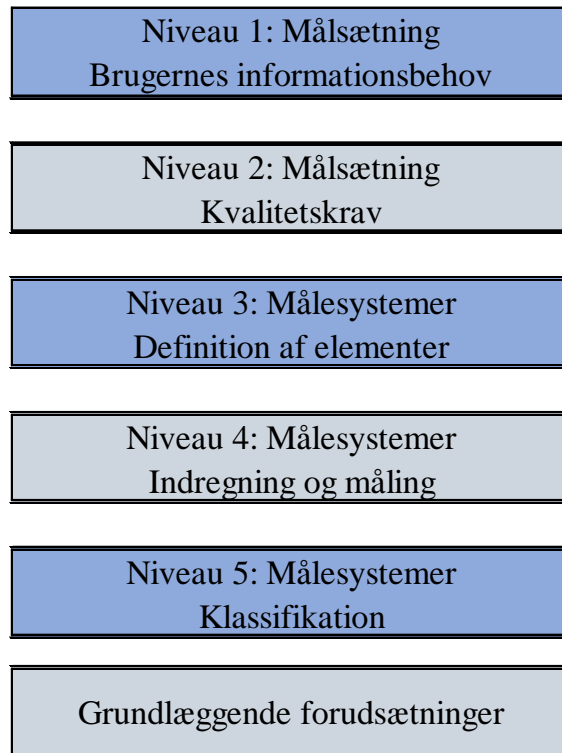 Niveau 1: Målsætning
Brugernes informationsbehov
Niveau 2: Målsætning
Kvalitetskrav
Niveau 3: Målesystemer
Definition af elementer
Niveau 4: Målesystemer
Indregning og måling
Niveau 5: Målesystemer
Klassifikation
Grundlæggende forudsætninger